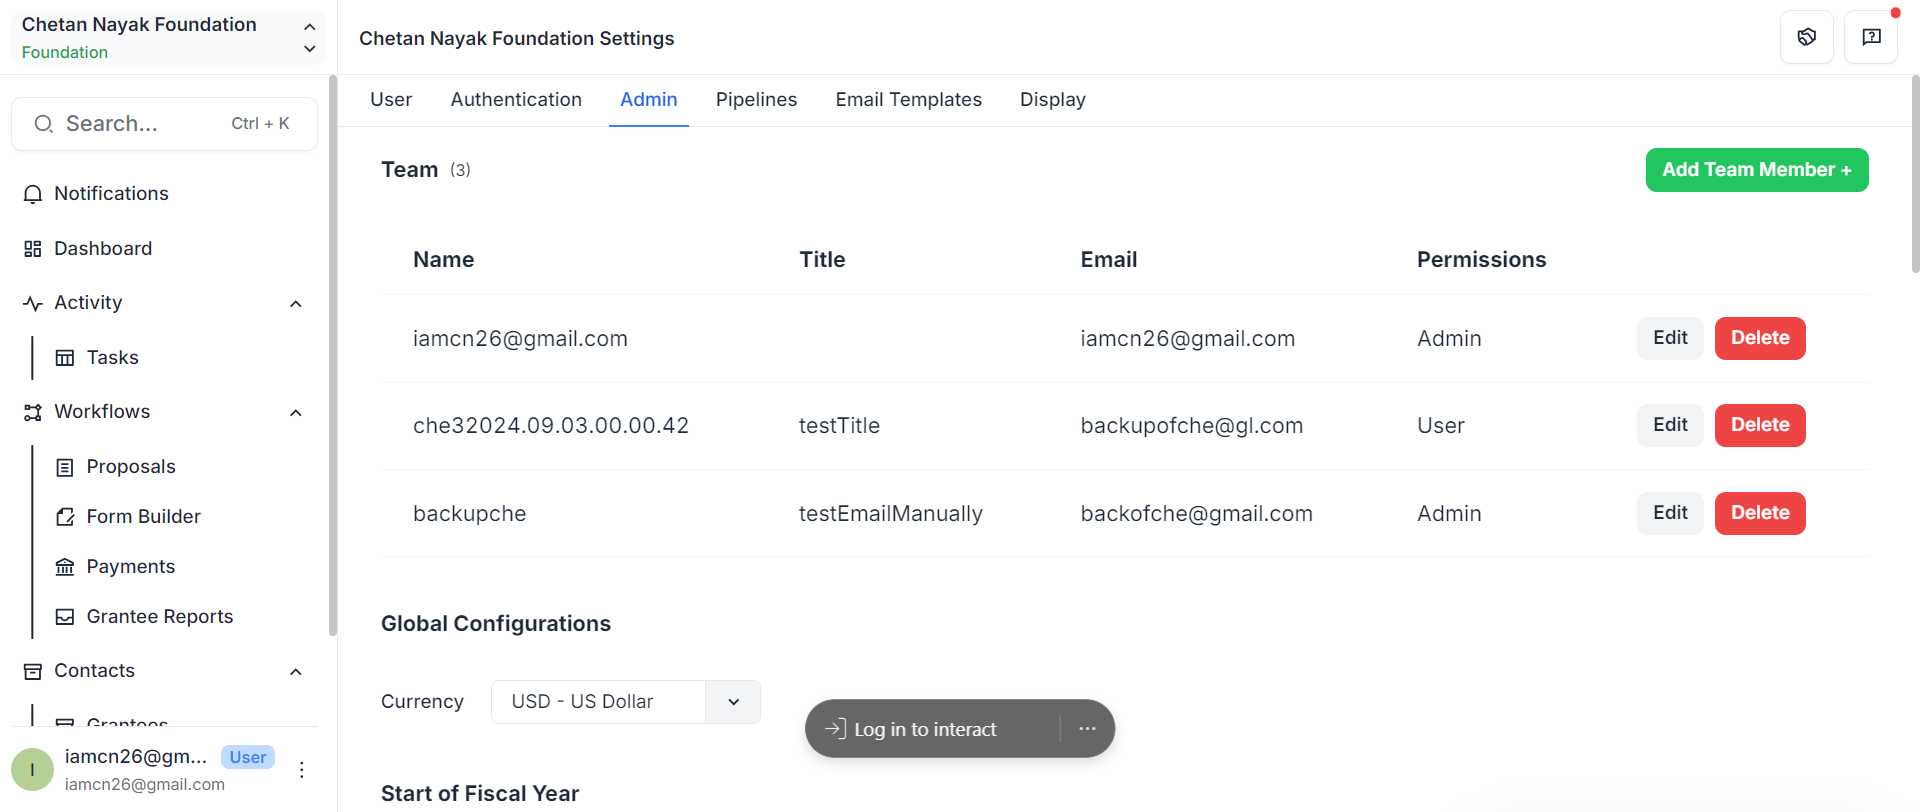 Chetan Nayak Foundation
Foundation
Search...
Ctrl + K
Notifications
Dashboard
Activity
Tasks
Workflows
Proposals
Form Builder
Payments
Grantee Reports
Contacts
Grantees
I
iamcn26@gm...
User
iamcn26@gmail.com
Chetan Nayak Foundation Settings
User Authentication Admin Pipelines Email Templates Display
Team (3)
Add Team Member +
Name Title Email Permissions
iamcn26@gmail.com iamcn26@gmail.com Admin Edit Delete
che32024.09.03.00.00.42 testTitle backupofche@gl.com User Edit Delete
backupche testEmailManually backofche@gmail.com Admin Edit Delete
Global Configurations
Currency USD - US Dollar
Log in to interact
Start of Fiscal Year